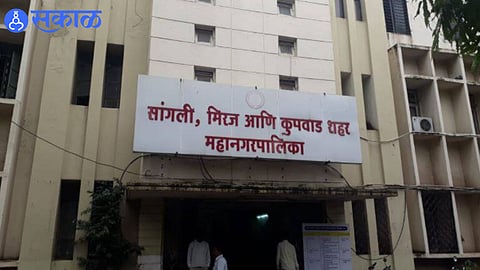 सकाळ
सांगली, मिरज आणि कुपवाड शहर
महानगरपालिका